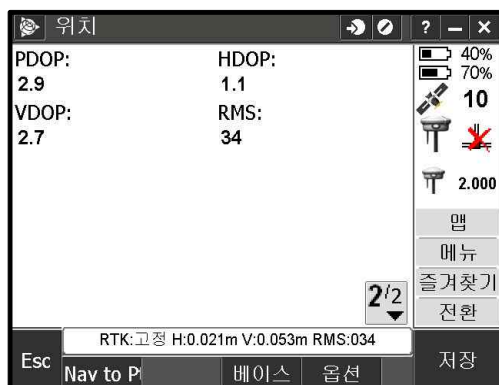 위치
? – ×
PDOP:
HDOP:
2.9
1.1
VDOP:
RMS:
2.7
34
40%
70%
10
2.000
맵
메뉴
즐겨찾기
전환
2/2
RTK:고정 H:0.021m V:0.053m RMS:034
Esc
Nav to P
베이스
옵션
저장